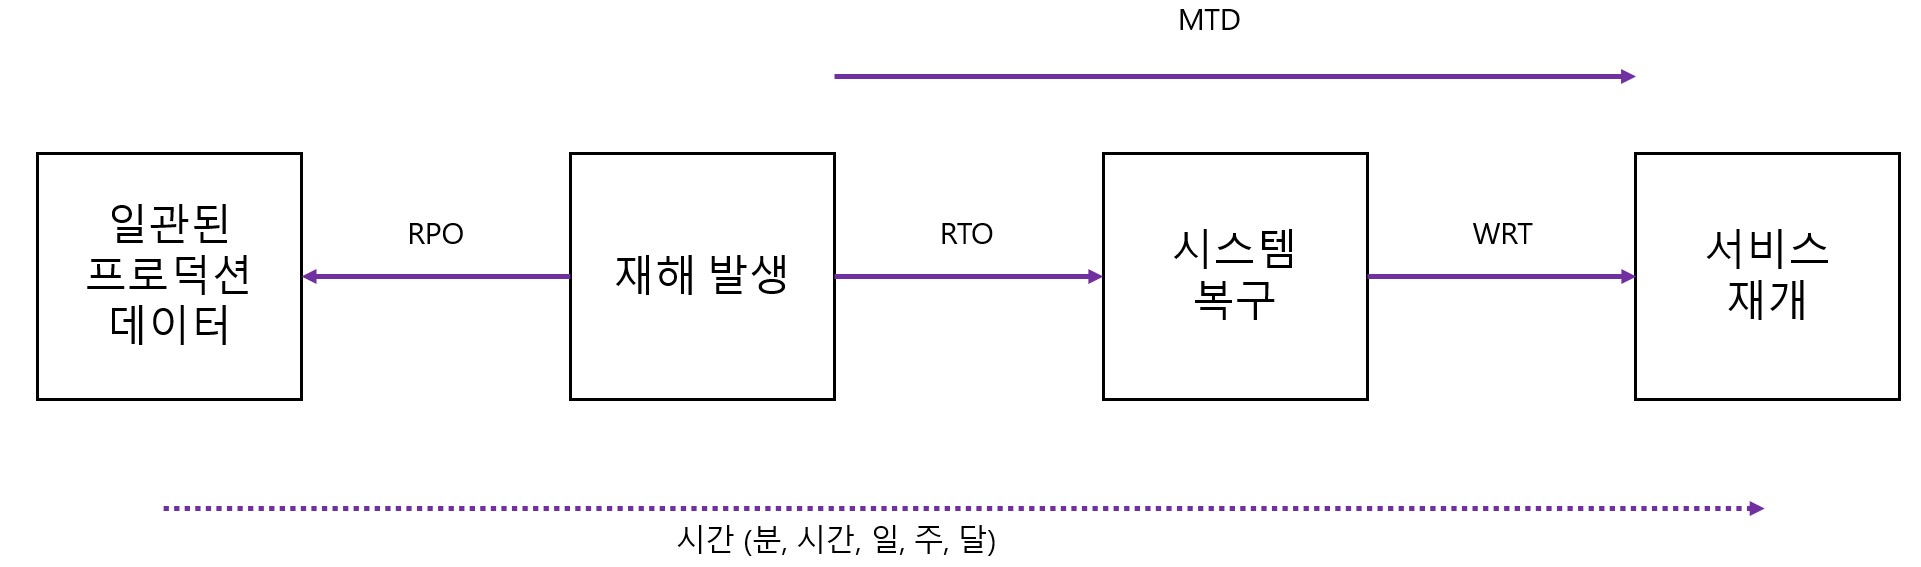 MTD
일관된
프로덕션
데이터
RPO
재해 발생
RTO
시스템
복구
WRT
서비스
재개
시간 (분, 시간, 일, 주, 달)